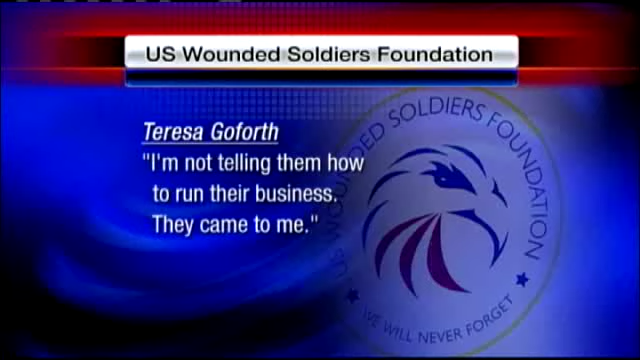 US Wounded Soldiers Foundation
Teresa Goforth
"I'm not telling them how
to run their business.
They came to me."
US WOUNDED SOLDIERS FOUNDATION
WE WILL NEVER FORGET